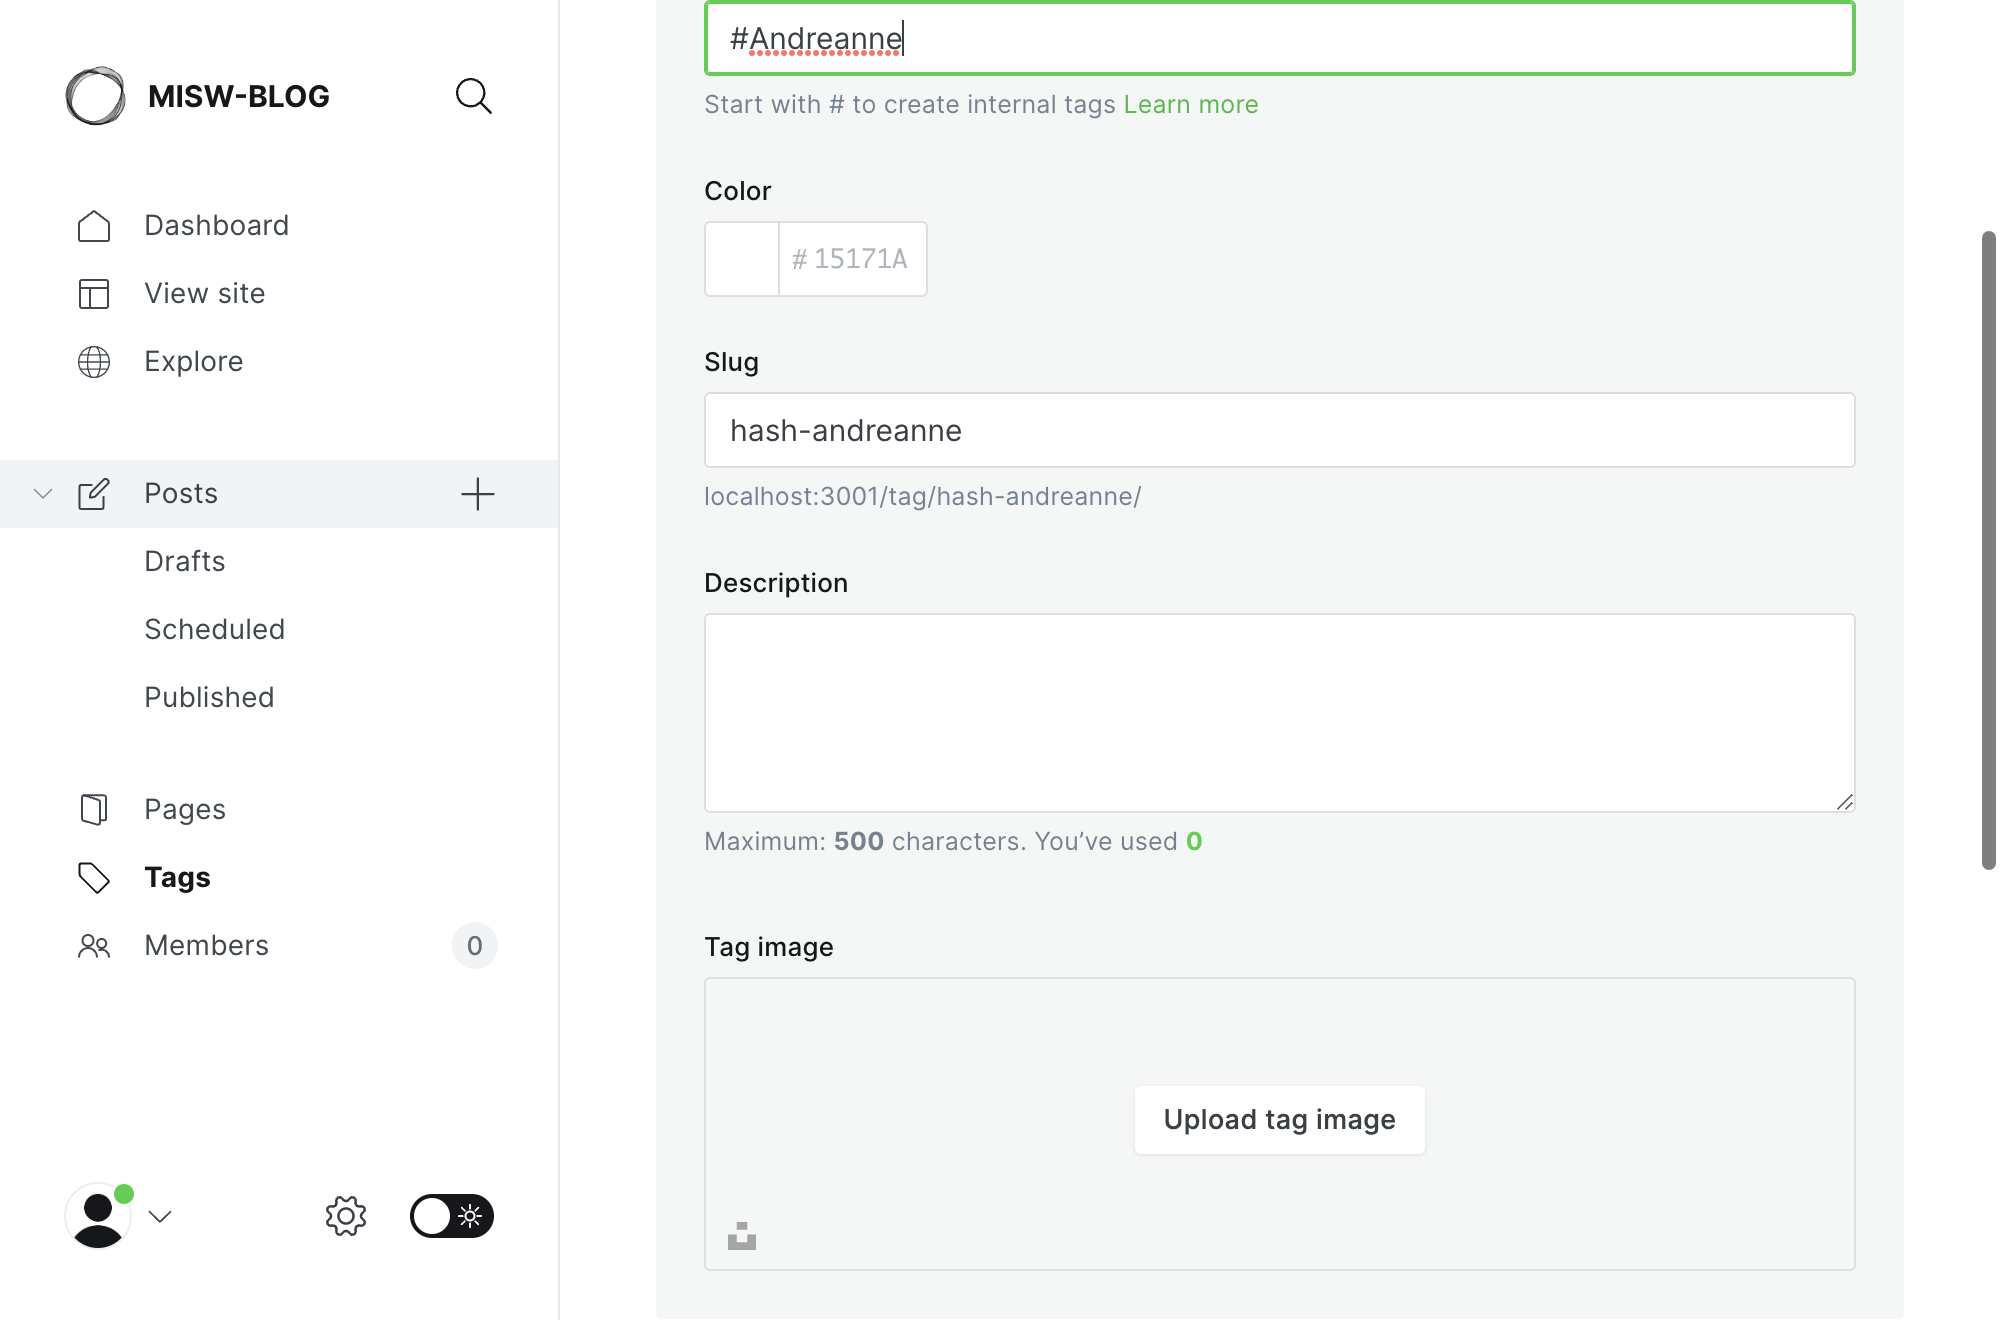 MISW-BLOG
Dashboard
View site
Explore
Posts
Drafts
Scheduled
Published
Pages
Tags
Members 0
#Andreanne
Start with # to create internal tags Learn more
Color
# 15171A
Slug
hash-andreanne
localhost:3001/tag/hash-andreanne/
Description
Maximum: 500 characters. You’ve used 0
Tag image
Upload tag image